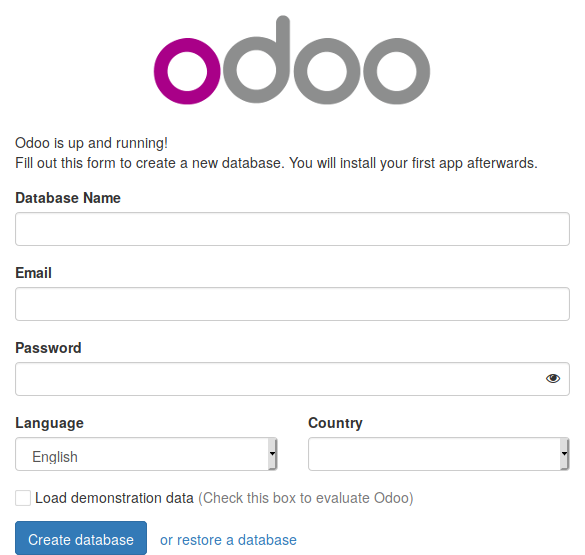 odoo
Odoo is up and running!
Fill out this form to create a new database. You will install your first app afterwards.
Database Name
Email
Password
Language Country
English
Load demonstration data (Check this box to evaluate Odoo)
Create database or restore a database